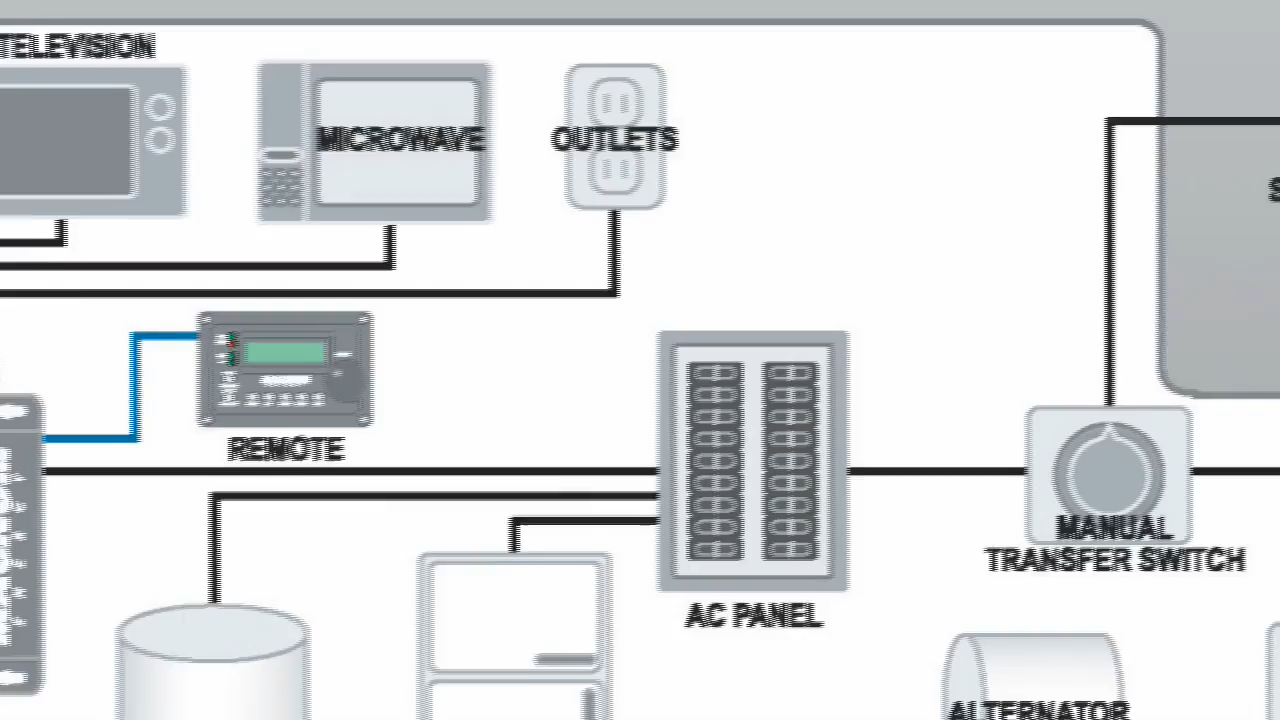 TELEVISION
MICROWAVE
OUTLETS
REMOTE
AC PANEL
MANUAL
TRANSFER SWITCH
ALTERNATOR